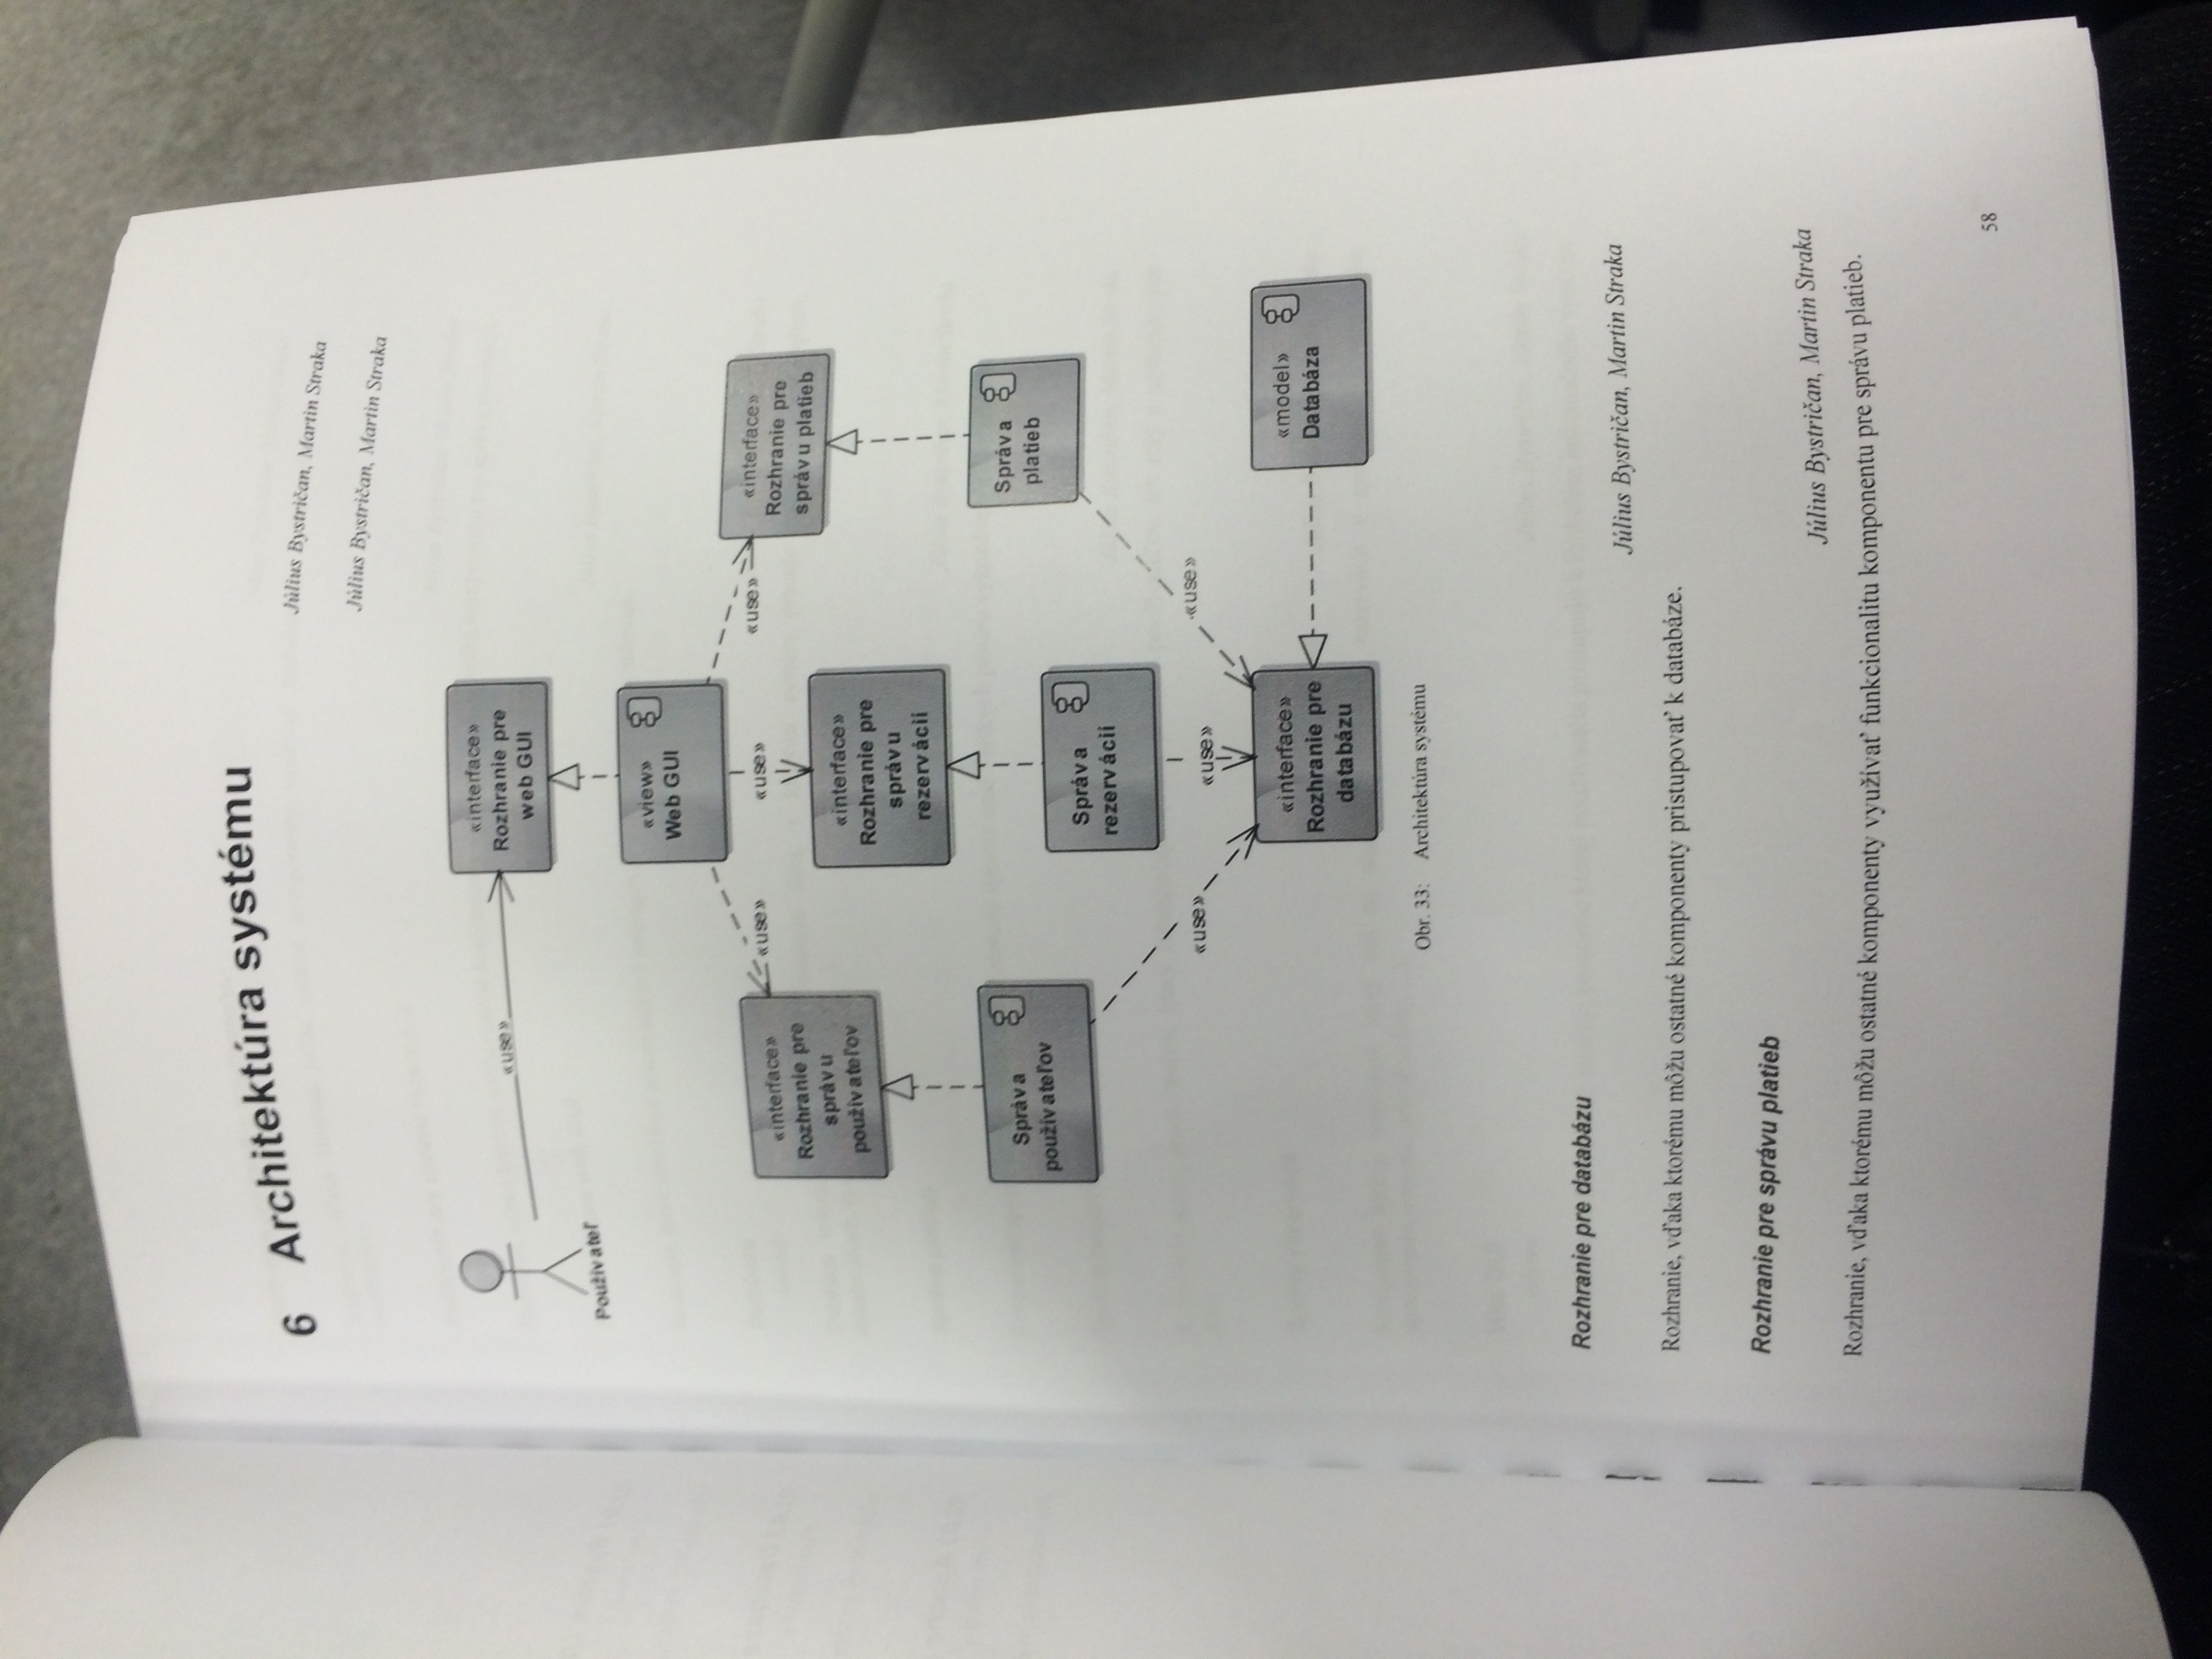 6 Architektúra systému
Július Bystričan, Martin Straka
Július Bystričan, Martin Straka
«interface»
Rozhranie pre
web GUI
«use»
Používateľ
«view»
Web GUI
«use»
«use»
«use»
«interface»
Rozhranie pre
správu
používateľov
«interface»
Rozhranie pre
správu
rezervácií
«interface»
Rozhranie pre
správu platieb
Správa
používateľov
Správa
rezervácií
Správa
platieb
«use»
«use»
«use»
«interface»
Rozhranie pre
databázu
«model»
Databáza
Obr. 33: Architektúra systému
Rozhranie pre databázu
Július Bystričan, Martin Straka
Rozhranie, vďaka ktorému môžu ostatné komponenty pristupovať k databáze.
Rozhranie pre správu platieb
Július Bystričan, Martin Straka
Rozhranie, vďaka ktorému môžu ostatné komponenty využívať funkcionalitu komponentu pre správu platieb.
58